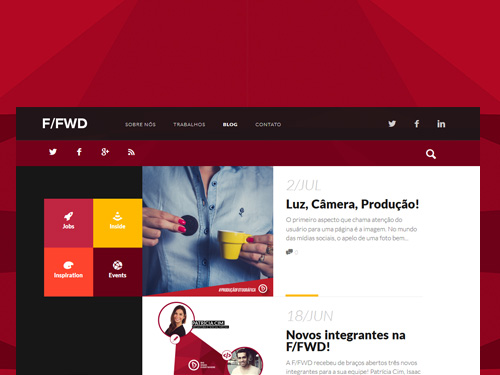 F/FWD
SOBRE NÓS TRABALHOS BLOG CONTATO
Jobs
Inside
Inspiration
Events
#PRODUÇÃOFOTOGRÁFICA
2/JUL
Luz, Câmera, Produção!
O primeiro aspecto que chama atenção do
usuário para uma página é a imagem. No mundo
das mídias sociais, o apelo de uma foto bem...
PATRÍCIA CIM
18/JUN
Novos integrantes na
F/FWD!
A F/FWD recebeu de braços abertos três novos
integrantes para a sua equipe! Patrícia Cim, Isaac